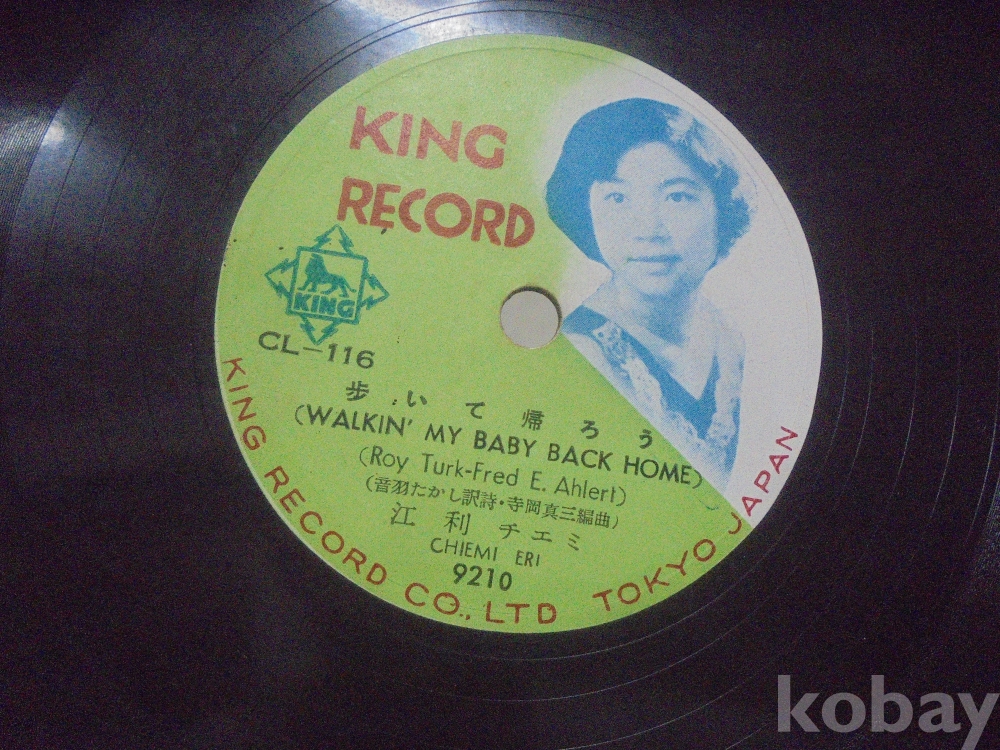 KING
RECORD
KING
CL-116
歩いて帰ろう
(WALKIN' MY BABY BACK HOME)
(Roy Turk-Fred E. Ahlert)
(音羽たかし訳詩・寺岡真三編曲)
江利チエミ
CHIEMI ERI
9210
KING RECORD CO., LTD TOKYO JAPAN
kobay